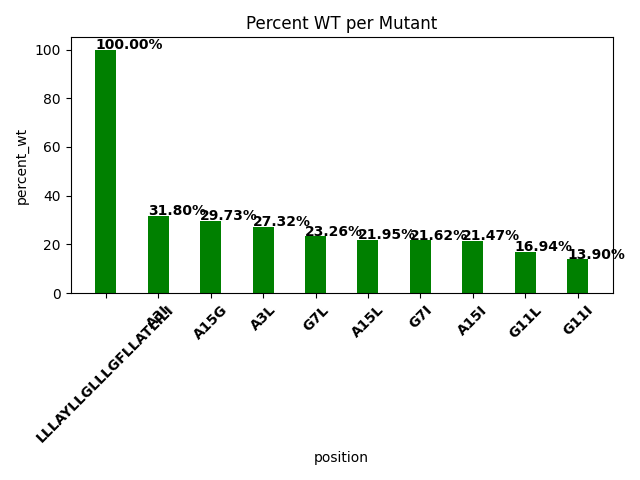 Percent WT per Mutant
percent_wt
100
80
60
40
20
0
100.00%
31.80%
29.73%
27.32%
23.26%
21.95%
21.62%
21.47%
16.94%
13.90%
A3I
A15G
A3L
G7L
A15L
G7I
A15I
G11L
G11I
position